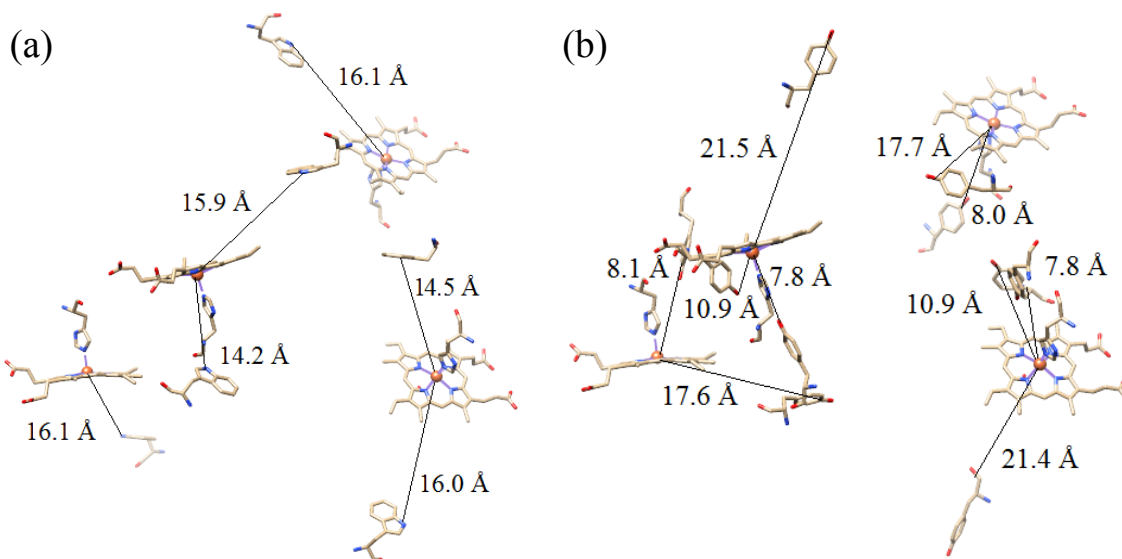 (a)
16.1 Å
15.9 Å
14.5 Å
14.2 Å
16.1 Å
16.0 Å
(b)
21.5 Å
17.7 Å
8.0 Å
8.1 Å
10.9 Å
7.8 Å
7.8 Å
10.9 Å
17.6 Å
21.4 Å